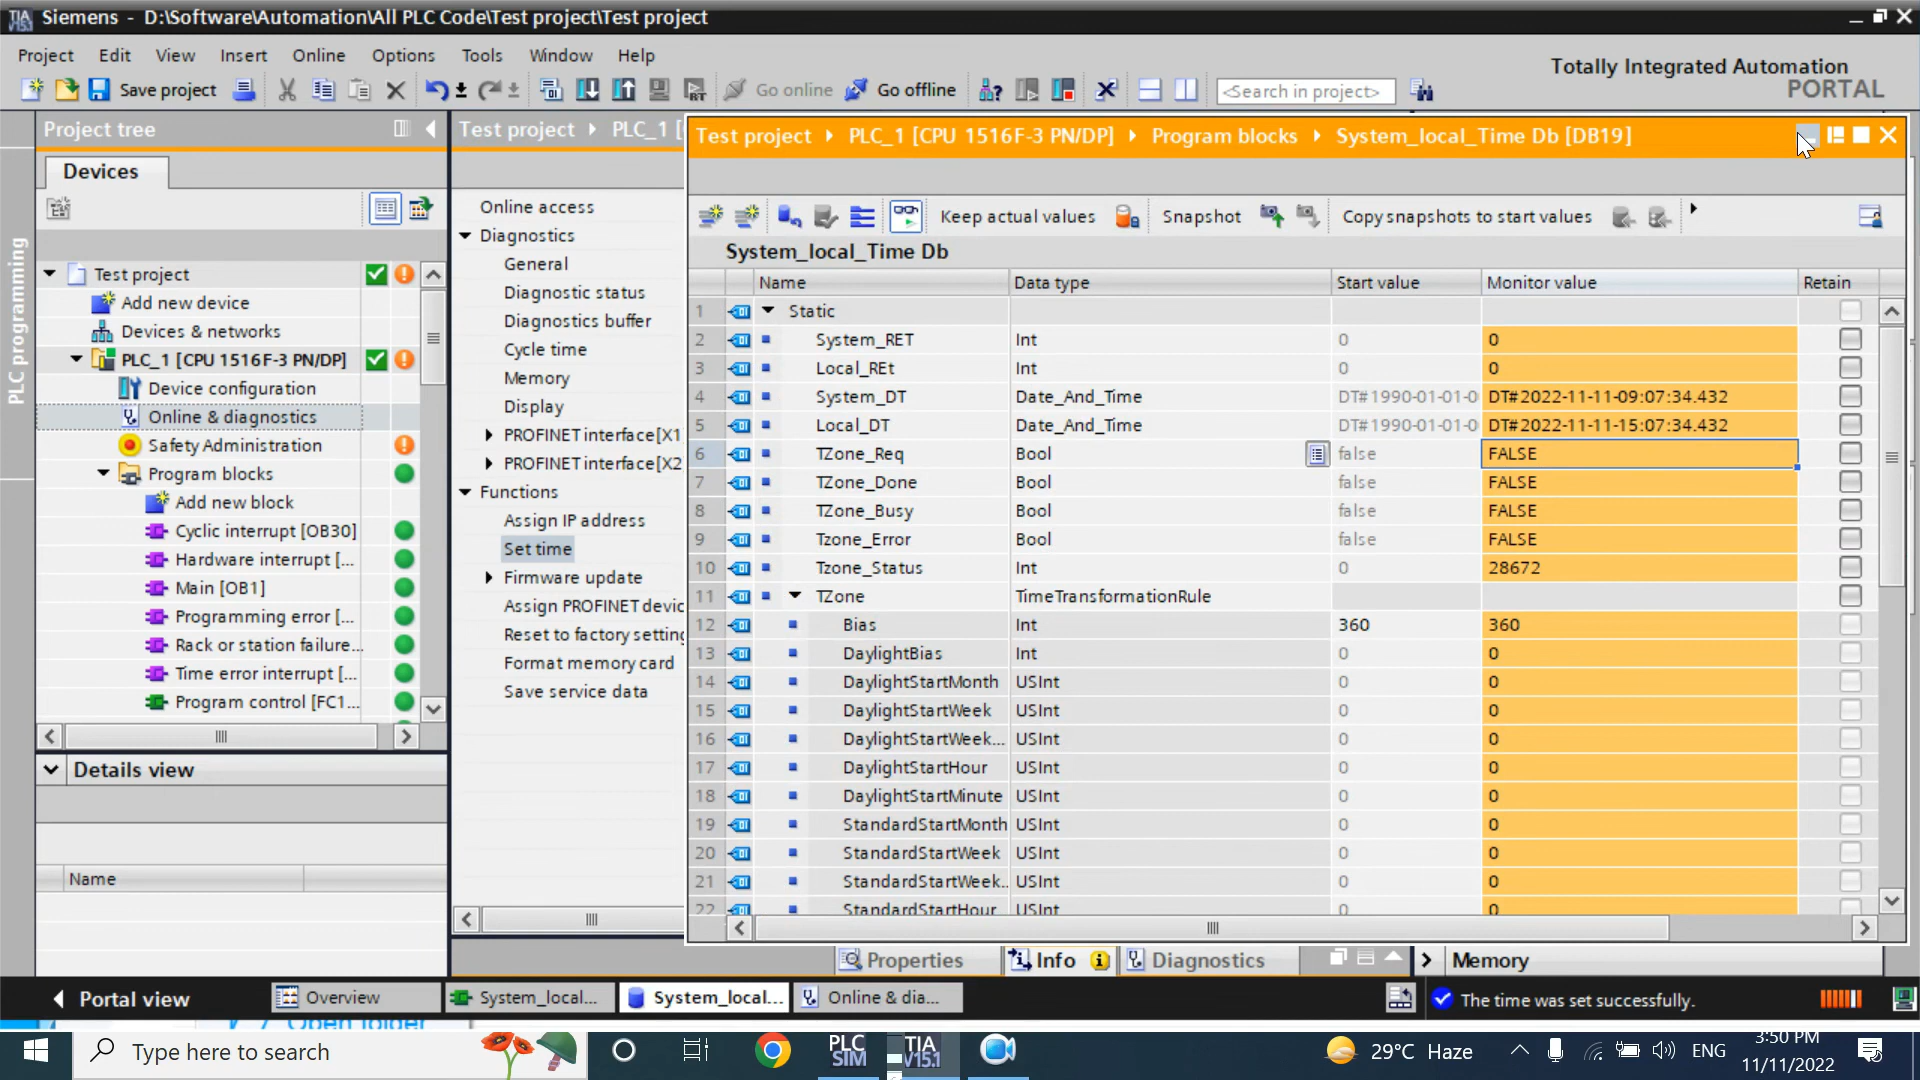 TIA V15.1 Siemens - D:\Software\Automation\All PLC Code\Test project\Test project
Project Edit View Insert Online Options Tools Window Help
Totally Integrated Automation
PORTAL
Save project RT Go online Go offline <Search in project>
Project tree
Devices
PLC programming
Test project
Add new device
Devices & networks
PLC_1 [CPU 1516F-3 PN/DP]
Device configuration
Online & diagnostics
Safety Administration
Program blocks
Add new block
Cyclic interrupt [OB30]
Hardware interrupt [...
Main [OB1]
Programming error [...
Rack or station failure...
Time error interrupt [...
Program control [FC1...
Details view
Name
Test project PLC_1 [
Online access
Diagnostics
General
Diagnostic status
Diagnostics buffer
Cycle time
Memory
Display
PROFINET interface [X1
PROFINET interface [X2
Functions
Assign IP address
Set time
Firmware update
Assign PROFINET devic
Reset to factory setting
Format memory card
Save service data
Test project PLC_1 [CPU 1516F-3 PN/DP] Program blocks System_local_Time Db [DB19]
Keep actual values Snapshot Copy snapshots to start values
System_local_Time Db
Name Data type Start value Monitor value Retain
1 Static
2 System_RET Int 0 0
3 Local_REt Int 0 0
4 System_DT Date_And_Time DT#1990-01-01-0 DT#2022-11-11-09:07:34.432
5 Local_DT Date_And_Time DT#1990-01-01-0 DT#2022-11-11-15:07:34.432
6 TZone_Req Bool false FALSE
7 TZone_Done Bool false FALSE
8 TZone_Busy Bool false FALSE
9 Tzone_Error Bool false FALSE
10 Tzone_Status Int 0 28672
11 TZone TimeTransformationRule
12 Bias Int 360 360
13 DaylightBias Int 0 0
14 DaylightStartMonth USInt 0 0
15 DaylightStartWeek USInt 0 0
16 DaylightStartWeek... USInt 0 0
17 DaylightStartHour USInt 0 0
18 DaylightStartMinute USInt 0 0
19 StandardStartMonth USInt 0 0
20 StandardStartWeek USInt 0 0
21 StandardStartWeek.. USInt 0 0
22 StandardStartHour USInt 0 0
Properties Info Diagnostics
Memory
Portal view Overview System_local... System_local... Online & dia... The time was set successfully.
Open folder
Type here to search PLC SIM TIA V15.1 29°C Haze ENG
3:50 PM
11/11/2022